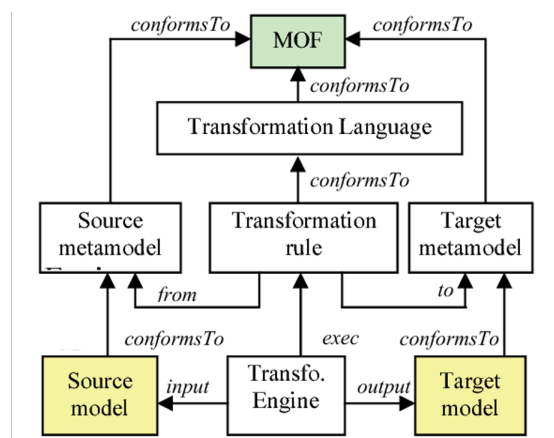 conformsTo
MOF
conformsTo
conformsTo
Transformation Language
conformsTo
Source
metamodel
Transformation
rule
Target
metamodel
from
to
conformsTo
exec
conformsTo
Source
model
input
Transfo.
Engine
output
Target
model